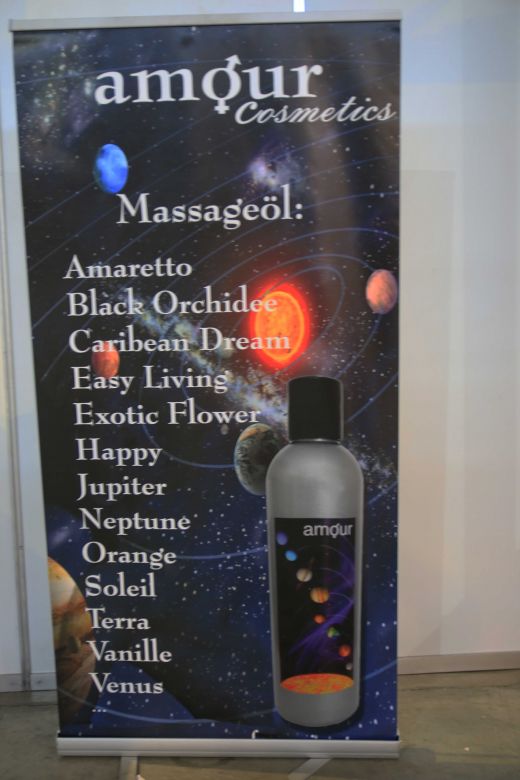 amour
Cosmetics
Massageöl:
Amaretto
Black Orchidee
Caribean Dream
Easy Living
Exotic Flower
Happy
Jupiter
Neptune
Orange
Soleil
Terra
Vanille
Venus
...
amour